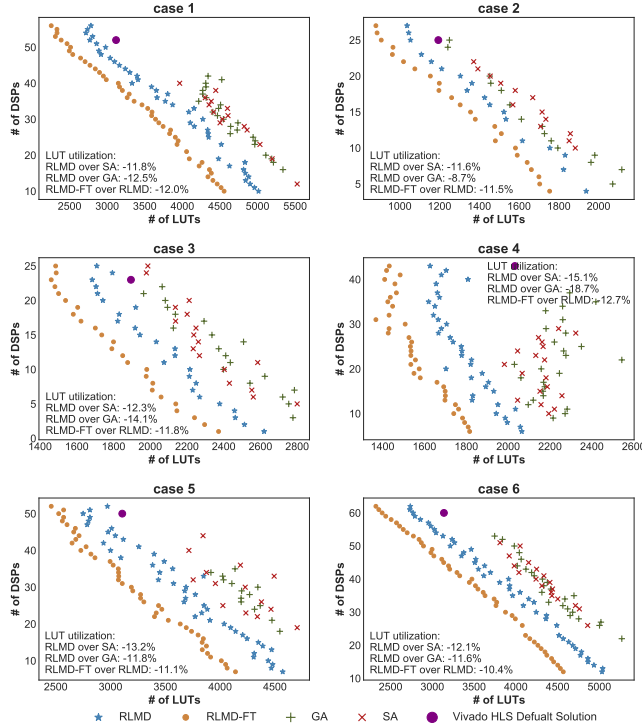 case 1
case 2
# of DSPs
50
40
30
20
10
LUT utilization:
RLMD over SA: -11.8%
RLMD over GA: -12.5%
RLMD-FT over RLMD: -12.0%
2500 3000 3500 4000 4500 5000 5500
# of LUTs
# of DSPs
25
20
15
10
5
LUT utilization:
RLMD over SA: -11.6%
RLMD over GA: -8.7%
RLMD-FT over RLMD: -11.5%
1000 1200 1400 1600 1800 2000
# of LUTs
case 3
case 4
# of DSPs
25
20
15
10
5
0
LUT utilization:
RLMD over SA: -12.3%
RLMD over GA: -14.1%
RLMD-FT over RLMD: -11.8%
1400 1600 1800 2000 2200 2400 2600 2800
# of LUTs
# of DSPs
40
30
20
10
LUT utilization:
RLMD over SA: -15.1%
RLMD over GA: -18.7%
RLMD-FT over RLMD: -12.7%
1400 1600 1800 2000 2200 2400 2600
# of LUTs
case 5
case 6
# of DSPs
50
40
30
20
10
LUT utilization:
RLMD over SA: -13.2%
RLMD over GA: -11.8%
RLMD-FT over RLMD: -11.1%
2500 3000 3500 4000 4500
# of LUTs
# of DSPs
60
50
40
30
20
10
LUT utilization:
RLMD over SA: -12.1%
RLMD over GA: -11.6%
RLMD-FT over RLMD: -10.4%
2500 3000 3500 4000 4500 5000
# of LUTs
RLMD RLMD-FT GA SA Vivado HLS Defualt Solution